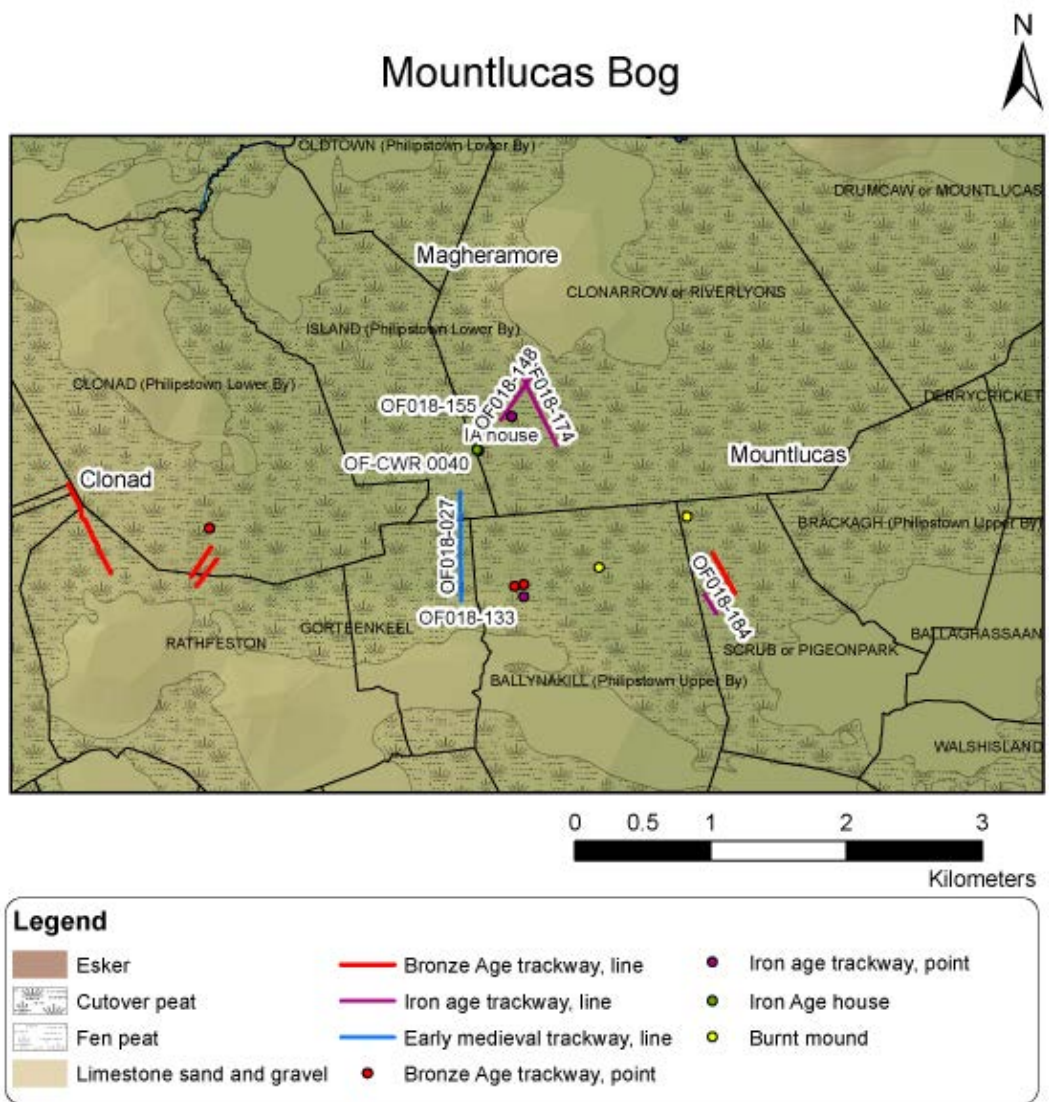 N
Mountlucas Bog
OLDTOWN (Philipstown Lower By)
DRUMCAW or MOUNTLUCAS
Magheramore
CLONARROW or RIVERLYONS
ISLAND (Philipstown Lower By)
CLONAD (Philipstown Lower By)
OF018-148
OF018-174
DERRYCRICKET
OF018-155
IA house
OF-CWR 0040
Mountlucas
Clonad
OF018-027
BRACKAGH (Philipstown Upper By)
OF018-184
OF018-133
GORTEENKEEL
RATHFESTON
BALLAGHASSAAN
SCRUB or PIGEONPARK
BALLYNAKILL (Philipstown Upper By)
WALSHISLAND
0 0.5 1 2 3
Kilometers
Legend
Esker
Cutover peat
Fen peat
Limestone sand and gravel
Bronze Age trackway, line
Iron age trackway, line
Early medieval trackway, line
Bronze Age trackway, point
Iron age trackway, point
Iron Age house
Burnt mound